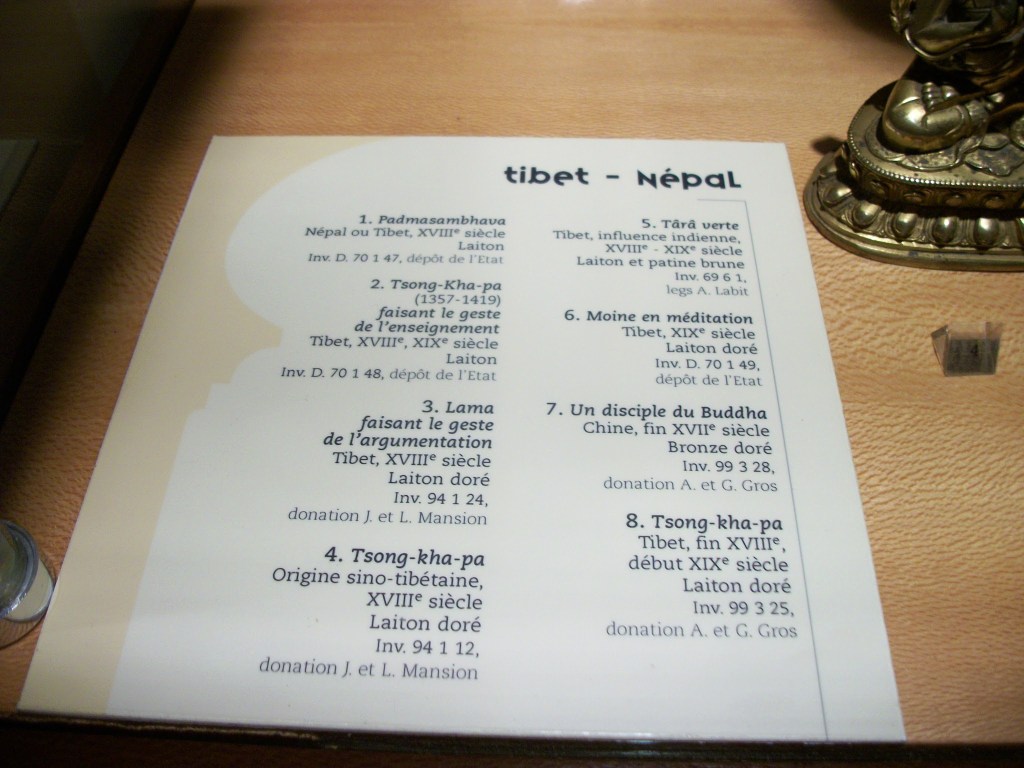 tibet - Népal
1. Padmasambhava
Népal ou Tibet, XVIIIe siècle
Laiton
Inv. D. 70 1 47, dépôt de l'Etat
2. Tsong-Kha-pa
(1357-1419)
faisant le geste
de l'enseignement
Tibet, XVIIIe, XIXe siècle
Laiton
Inv. D. 70 1 48, dépôt de l'Etat
3. Lama
faisant le geste
de l'argumentation
Tibet, XVIIIe siècle
Laiton doré
Inv. 94 1 24,
donation J. et L. Mansion
4. Tsong-kha-pa
Origine sino-tibétaine,
XVIIIe siècle
Laiton doré
Inv. 94 1 12,
donation J. et L. Mansion
5. Târâ verte
Tibet, influence indienne,
XVIIIe - XIXe siècle
Laiton et patine brune
Inv. 69 6 1,
legs A. Labit
6. Moine en méditation
Tibet, XIXe siècle
Laiton doré
Inv. D. 70 1 49,
dépôt de l'Etat
7. Un disciple du Buddha
Chine, fin XVIIe siècle
Bronze doré
Inv. 99 3 28,
donation A. et G. Gros
8. Tsong-kha-pa
Tibet, fin XVIIIe,
début XIXe siècle
Laiton doré
Inv. 99 3 25,
donation A. et G. Gros